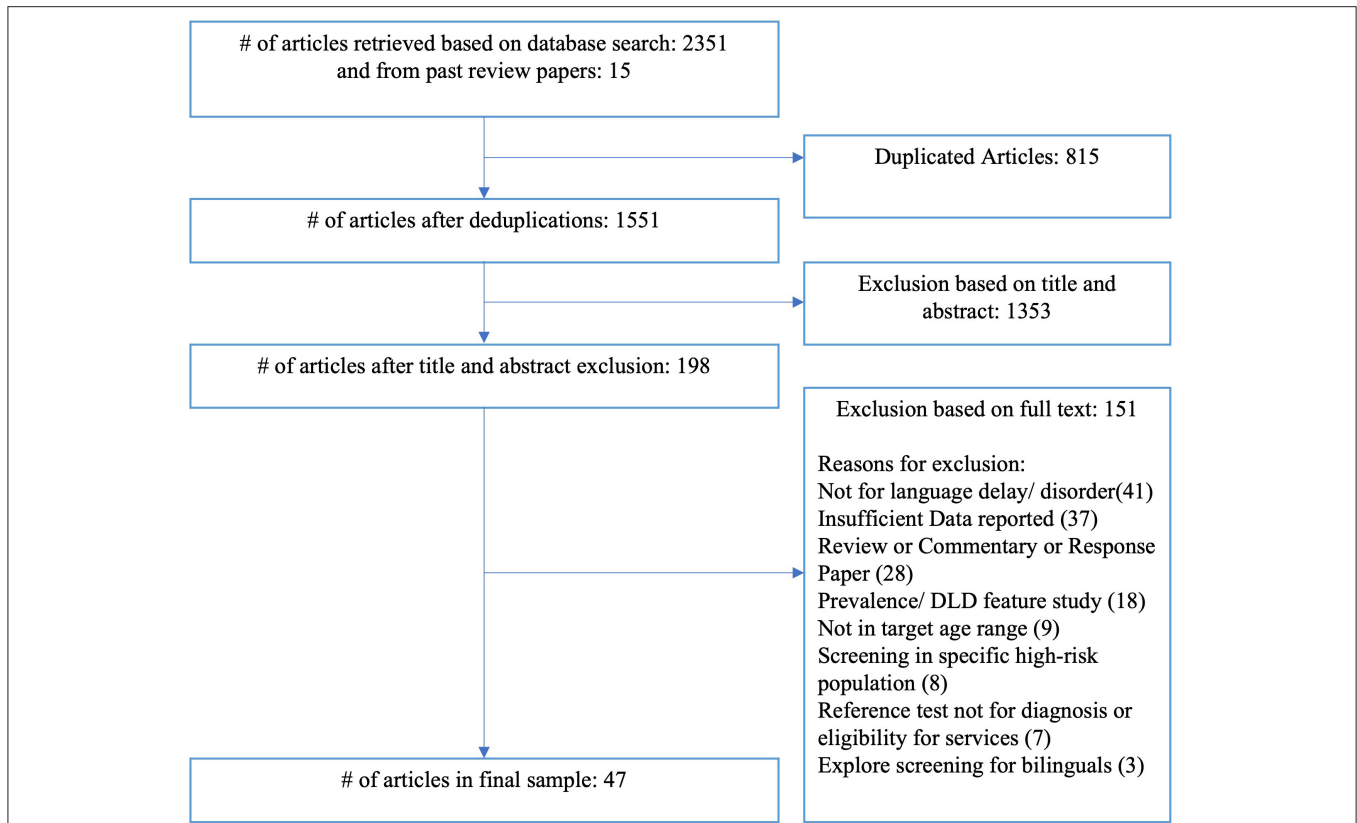 # of articles retrieved based on database search: 2351
and from past review papers: 15
Duplicated Articles: 815
# of articles after deduplications: 1551
Exclusion based on title and
abstract: 1353
# of articles after title and abstract exclusion: 198
Exclusion based on full text: 151
Reasons for exclusion:
Not for language delay/ disorder(41)
Insufficient Data reported (37)
Review or Commentary or Response
Paper (28)
Prevalence/ DLD feature study (18)
Not in target age range (9)
Screening in specific high-risk
population (8)
Reference test not for diagnosis or
eligibility for services (7)
Explore screening for bilinguals (3)
# of articles in final sample: 47